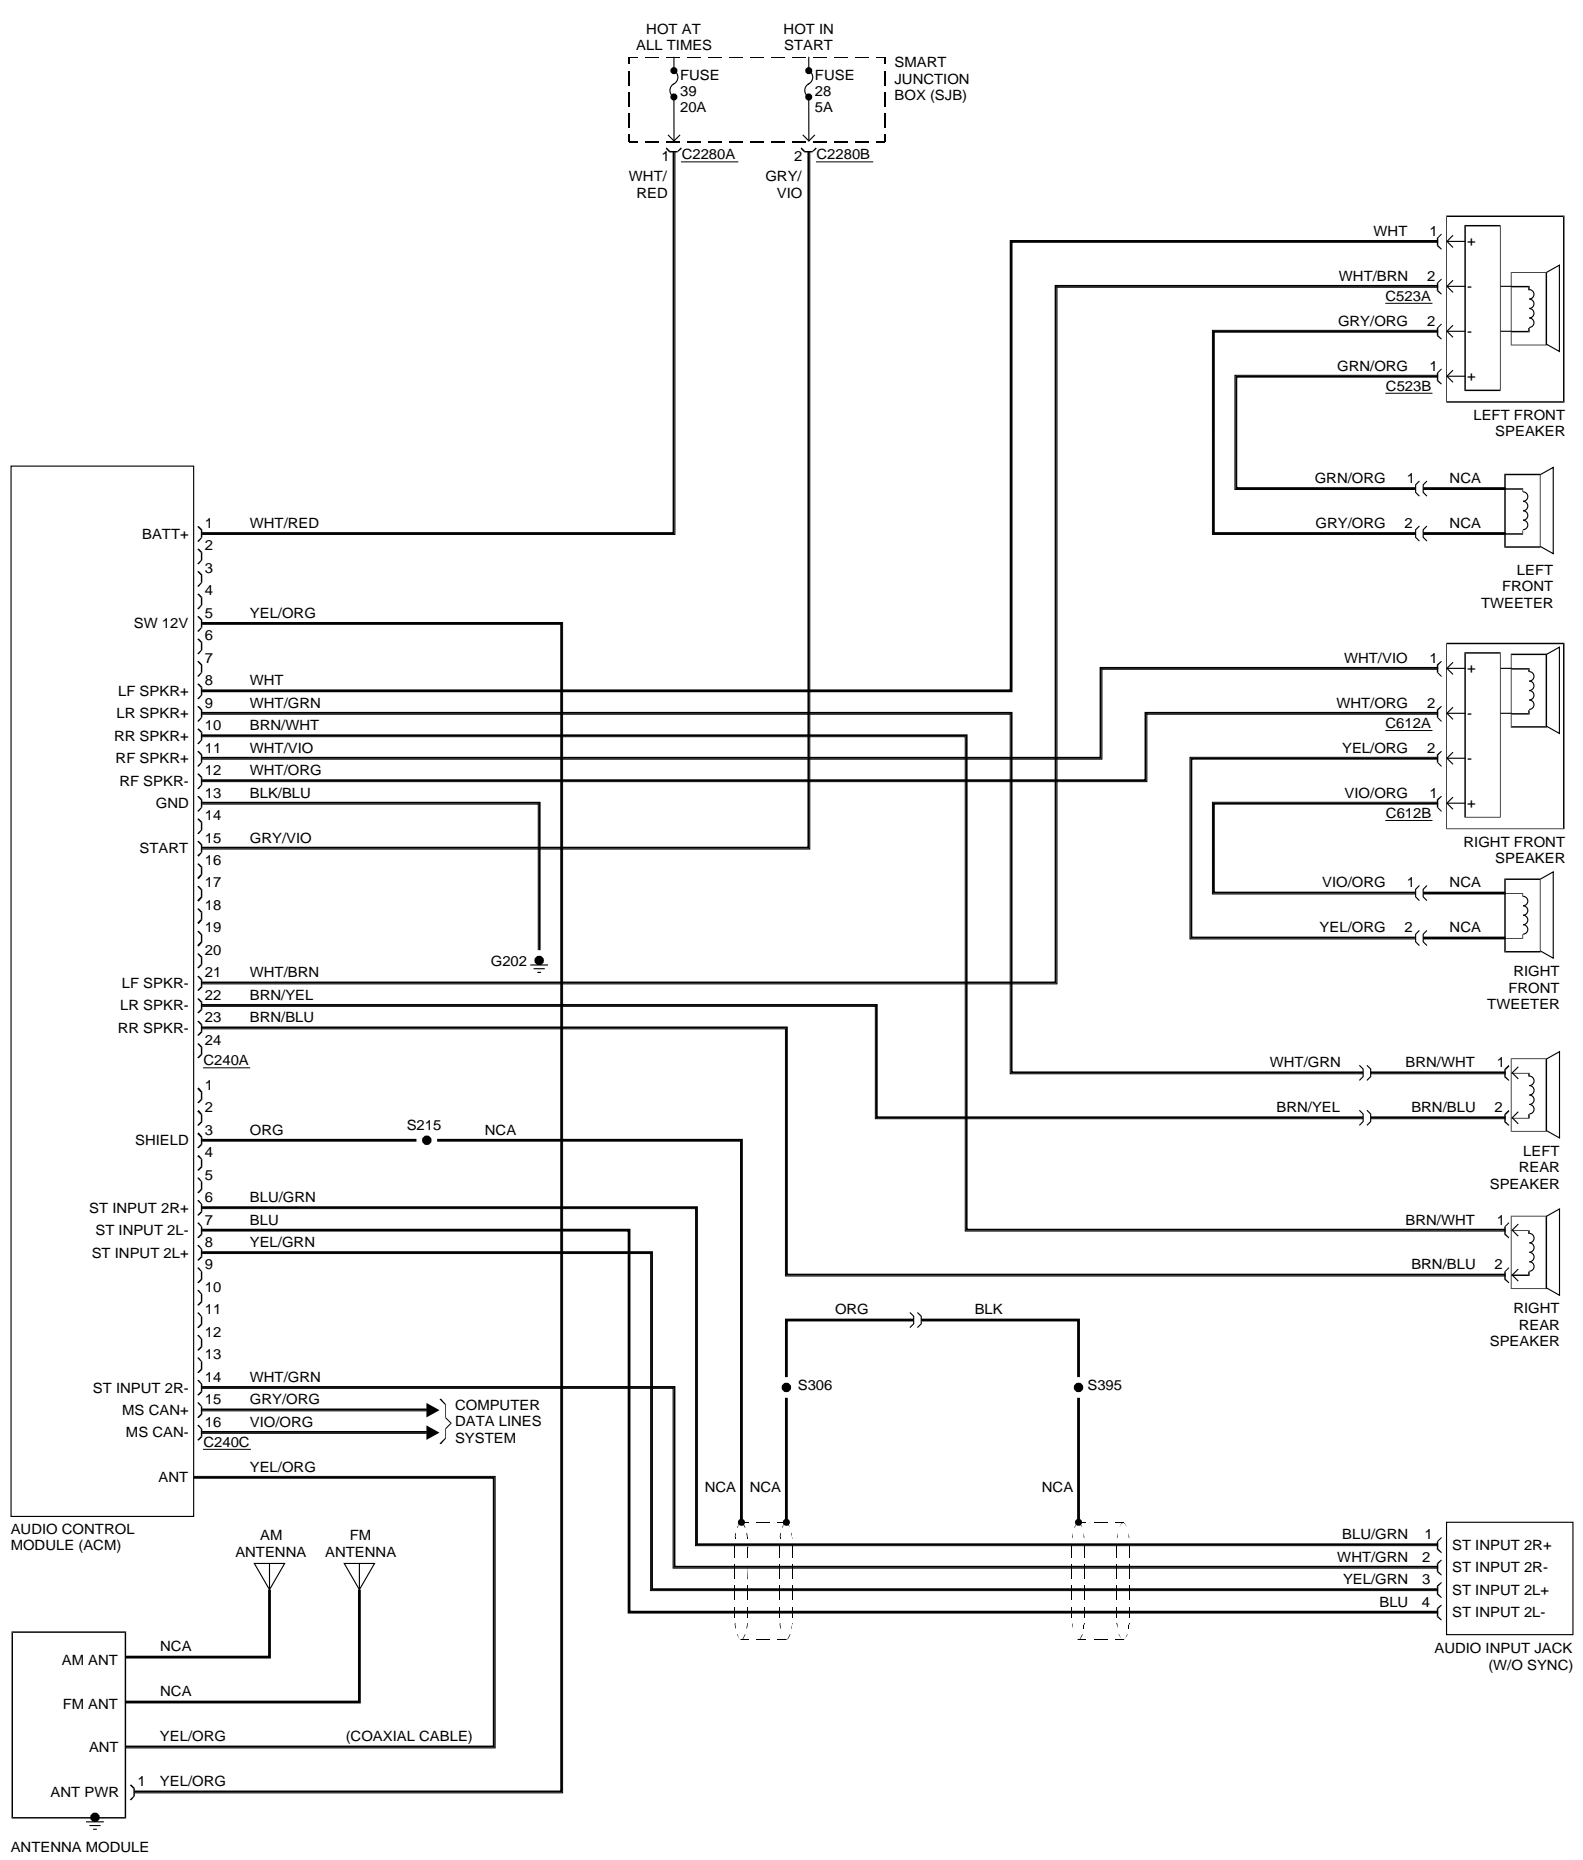 HOT AT
ALL TIMES
HOT IN
START
FUSE
39
20A
FUSE
28
5A
SMART
JUNCTION
BOX (SJB)
1 C2280A
2 C2280B
WHT/
RED
GRY/
VIO
WHT 1 +
WHT/BRN 2 -
C523A
GRY/ORG 2 -
GRN/ORG 1 +
C523B
LEFT FRONT
SPEAKER
GRN/ORG 1 NCA
GRY/ORG 2 NCA
LEFT
FRONT
TWEETER
WHT/VIO 1 +
WHT/ORG 2 -
C612A
YEL/ORG 2 -
VIO/ORG 1 +
C612B
RIGHT FRONT
SPEAKER
VIO/ORG 1 NCA
YEL/ORG 2 NCA
RIGHT
FRONT
TWEETER
WHT/GRN BRN/WHT 1
BRN/YEL BRN/BLU 2
LEFT
REAR
SPEAKER
BRN/WHT 1
BRN/BLU 2
RIGHT
REAR
SPEAKER
BATT+ 1 WHT/RED
2
3
4
SW 12V 5 YEL/ORG
6
7
LF SPKR+ 8 WHT
LR SPKR+ 9 WHT/GRN
RR SPKR+ 10 BRN/WHT
RF SPKR+ 11 WHT/VIO
RF SPKR- 12 WHT/ORG
GND 13 BLK/BLU
14
START 15 GRY/VIO
16
17
18
19
20
G202
LF SPKR- 21 WHT/BRN
LR SPKR- 22 BRN/YEL
RR SPKR- 23 BRN/BLU
24
C240A
1
2
SHIELD 3 ORG S215 NCA
4
5
ST INPUT 2R+ 6 BLU/GRN
ST INPUT 2L- 7 BLU
ST INPUT 2L+ 8 YEL/GRN
9
10
11
12
13
ST INPUT 2R- 14 WHT/GRN
MS CAN+ 15 GRY/ORG
MS CAN- 16 VIO/ORG
C240C
COMPUTER
DATA LINES
SYSTEM
ANT YEL/ORG
AUDIO CONTROL
MODULE (ACM)
ORG BLK
S306 S395
NCA NCA NCA
BLU/GRN 1 ST INPUT 2R+
WHT/GRN 2 ST INPUT 2R-
YEL/GRN 3 ST INPUT 2L+
BLU 4 ST INPUT 2L-
AUDIO INPUT JACK
(W/O SYNC)
AM
ANTENNA
FM
ANTENNA
AM ANT NCA
FM ANT NCA
ANT YEL/ORG (COAXIAL CABLE)
ANT PWR 1 YEL/ORG
ANTENNA MODULE